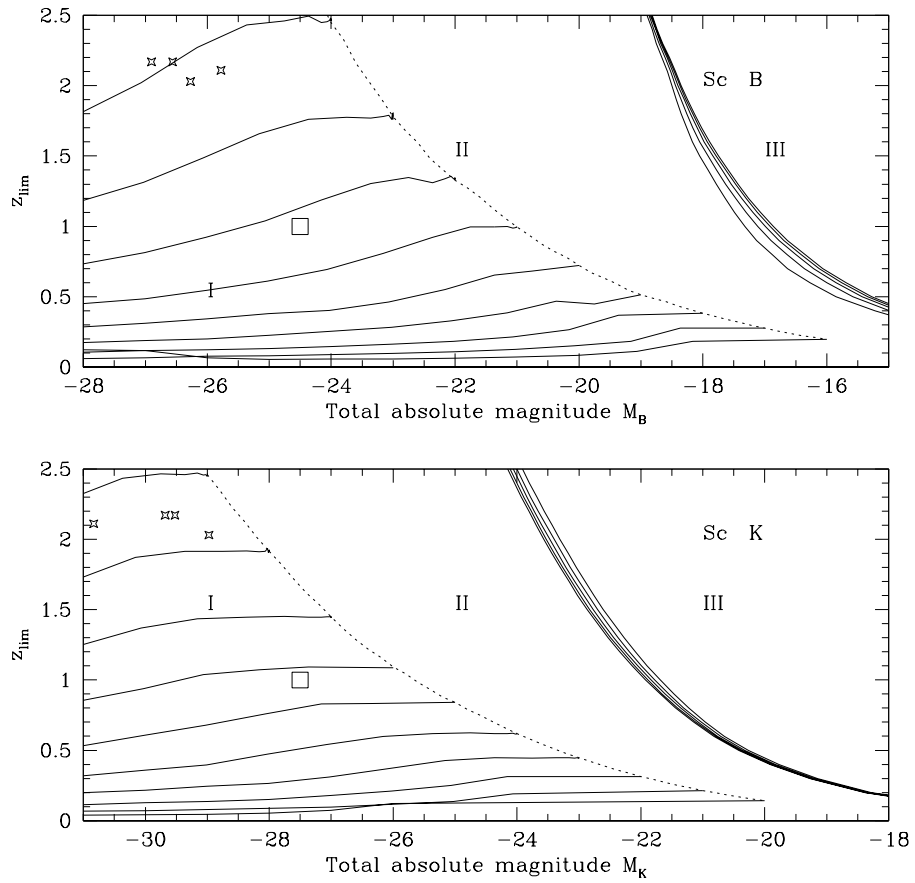 2.5
Sc B
2
II
III
1.5
z_lim
1
I
0.5
0
−28 −26 −24 −22 −20 −18 −16
Total absolute magnitude M_B
2.5
Sc K
2
I
II
III
1.5
z_lim
1
0.5
0
−30 −28 −26 −24 −22 −20 −18
Total absolute magnitude M_K